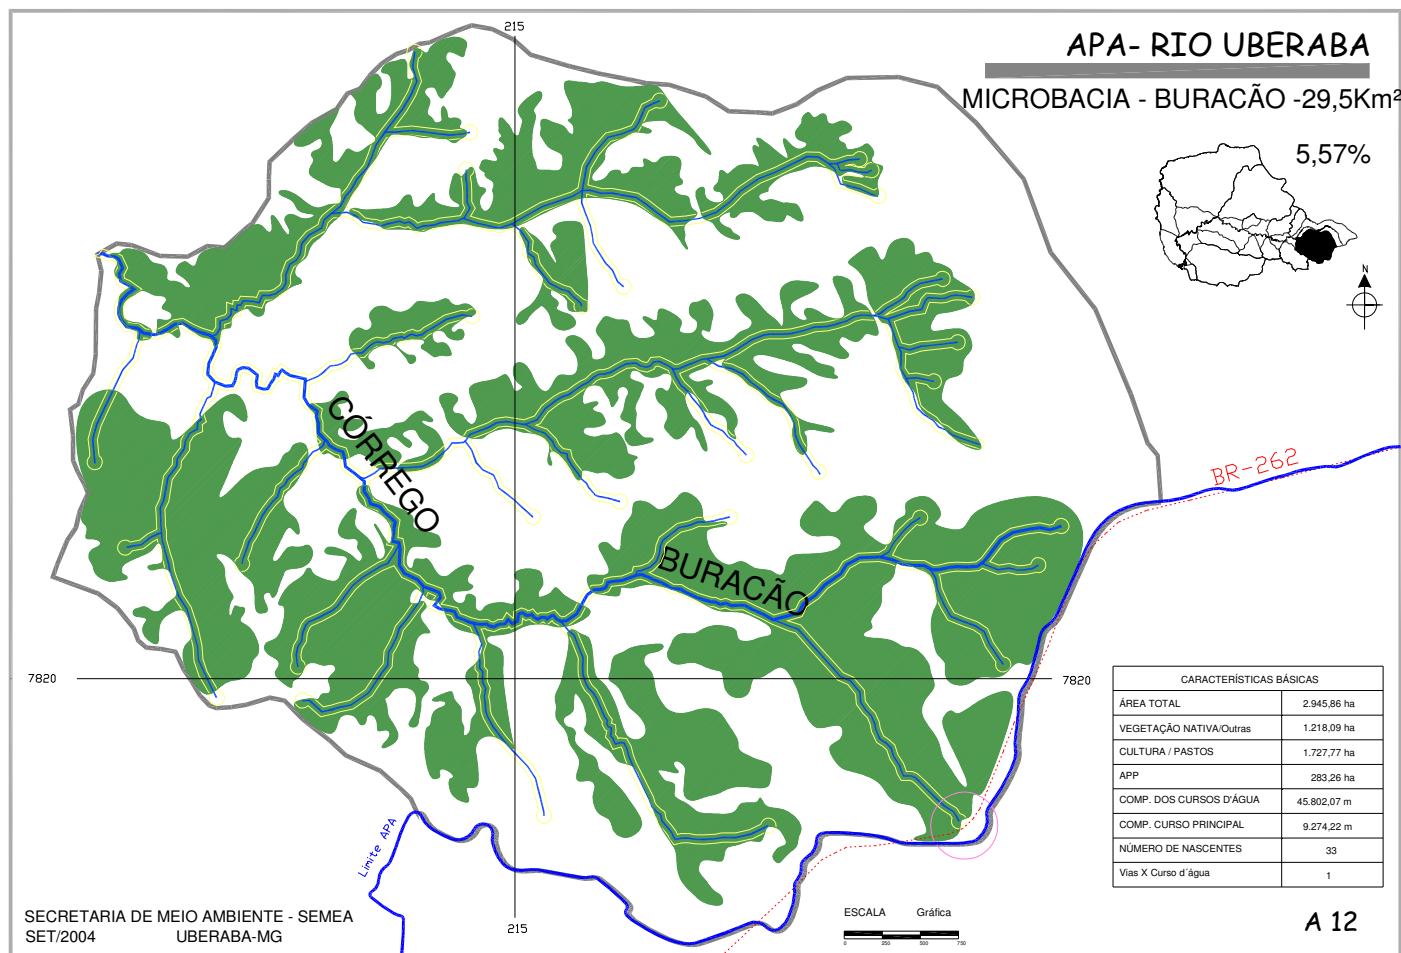 215
APA- RIO UBERABA
MICROBACIA - BURACÃO -29,5Km²
5,57%
N
CÓRREGO
BR-262
BURACÃO
7820
7820
CARACTERÍSTICAS BÁSICAS
ÁREA TOTAL 2.945,86 ha
VEGETAÇÃO NATIVA/Outras 1.218,09 ha
CULTURA / PASTOS 1.727,77 ha
APP 283,26 ha
COMP. DOS CURSOS D'ÁGUA 45.802,07 m
COMP. CURSO PRINCIPAL 9.274,22 m
NÚMERO DE NASCENTES 33
Vias X Curso d´água 1
Limite APA
SECRETARIA DE MEIO AMBIENTE - SEMEA
SET/2004 UBERABA-MG
215
ESCALA Gráfica
0 250 500 750
A 12